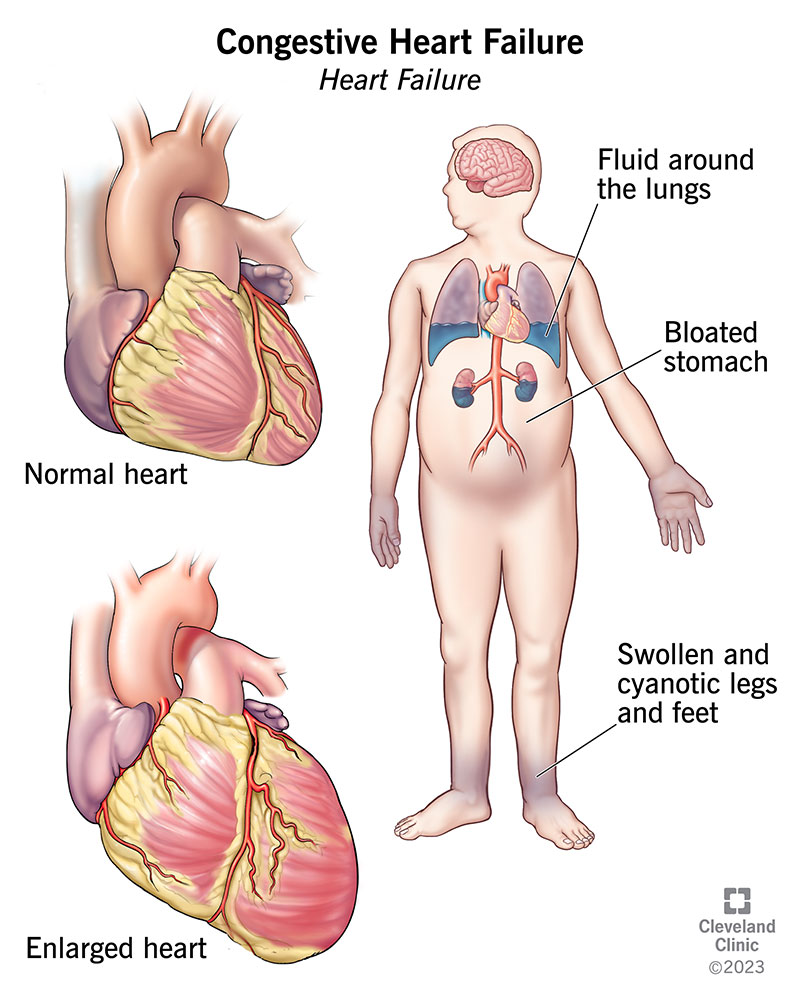 Congestive Heart Failure
Heart Failure
Fluid around
the lungs
Bloated
stomach
Normal heart
Swollen and
cyanotic legs
and feet
Enlarged heart
Cleveland
Clinic
©2023